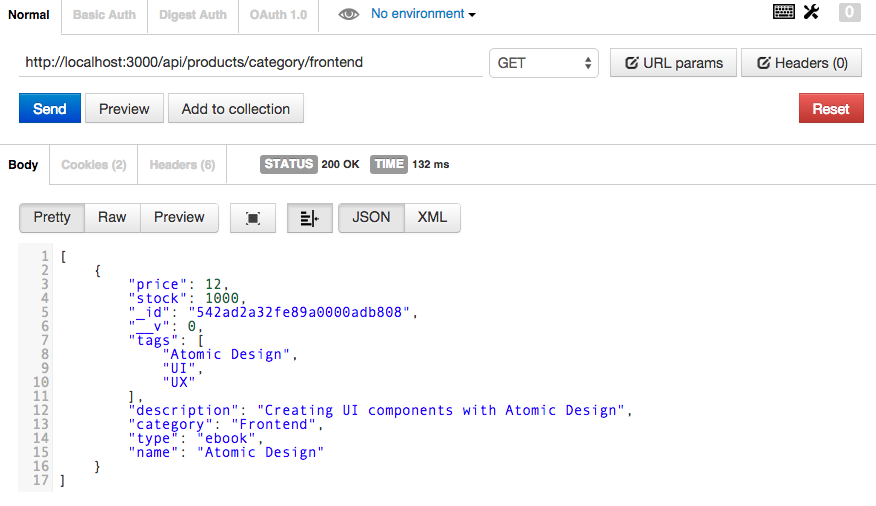 Normal Basic Auth Digest Auth OAuth 1.0 No environment 0
http://localhost:3000/api/products/category/frontend GET URL params Headers (0)
Send Preview Add to collection Reset
Body Cookies (2) Headers (6) STATUS 200 OK TIME 132 ms
Pretty Raw Preview JSON XML
1 [
2 {
3 "price": 12,
4 "stock": 1000,
5 "_id": "542ad2a32fe89a0000adb808",
6 "__v": 0,
7 "tags": [
8 "Atomic Design",
9 "UI",
10 "UX"
11 ],
12 "description": "Creating UI components with Atomic Design",
13 "category": "Frontend",
14 "type": "ebook",
15 "name": "Atomic Design"
16 }
17 ]